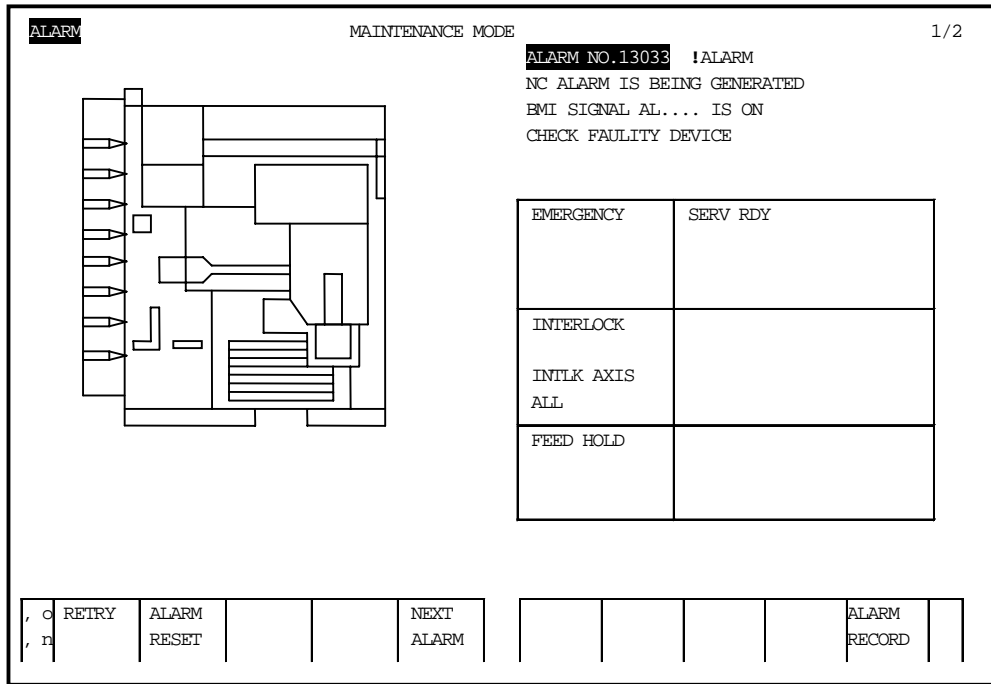 ALARM MAINTENANCE MODE 1/2
ALARM NO.13033 !ALARM
NC ALARM IS BEING GENERATED
BMI SIGNAL AL.... IS ON
CHECK FAULITY DEVICE
EMERGENCY SERV RDY
INTERLOCK
INTLK AXIS
ALL
FEED HOLD
, o RETRY ALARM NEXT ALARM
, n RESET ALARM RECORD